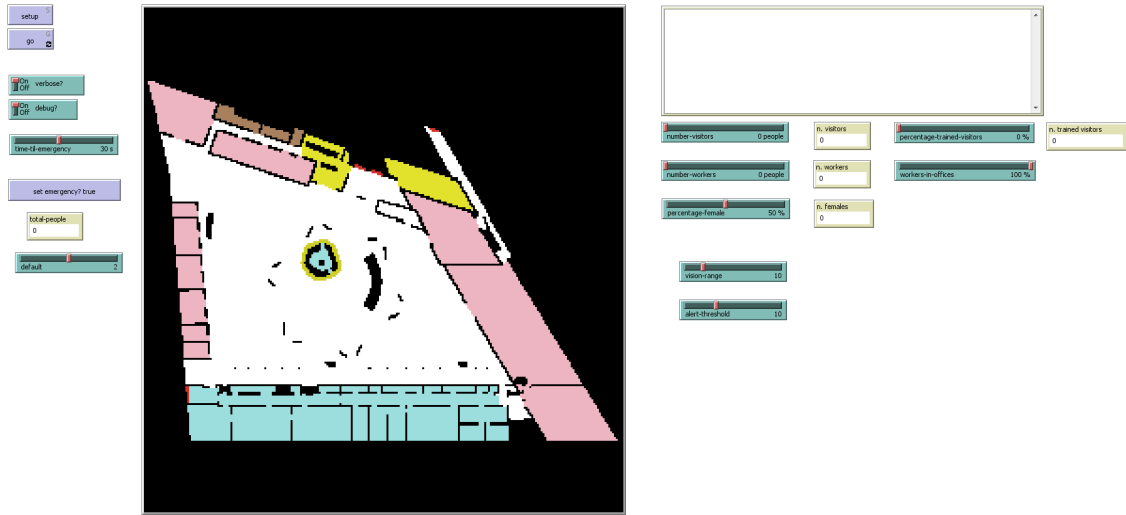 setup S
go G
On
Off verbose?
On
Off debug?
time-til-emergency 30 s
set emergency? true
total-people
0
default 2
number-visitors 0 people
n. visitors
0
percentage-trained-visitors 0 %
n. trained visitors
0
number-workers 0 people
n. workers
0
workers-in-offices 100 %
percentage-female 50 %
n. females
0
vision-range 10
alert-threshold 10